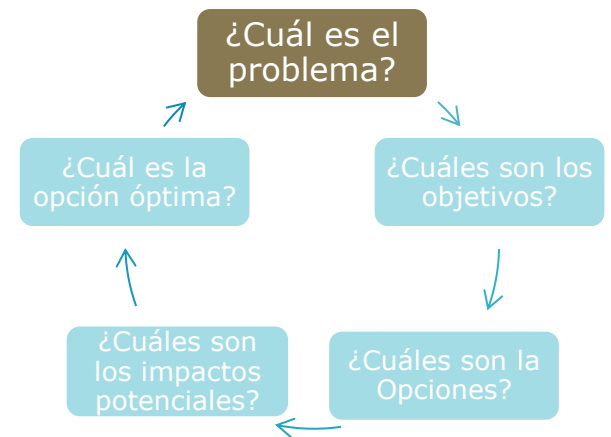 ¿Cuál es el
problema?
¿Cuáles son los
objetivos?
¿Cuáles son la
Opciones?
¿Cuáles son
los impactos
potenciales?
¿Cuál es la
opción óptima?